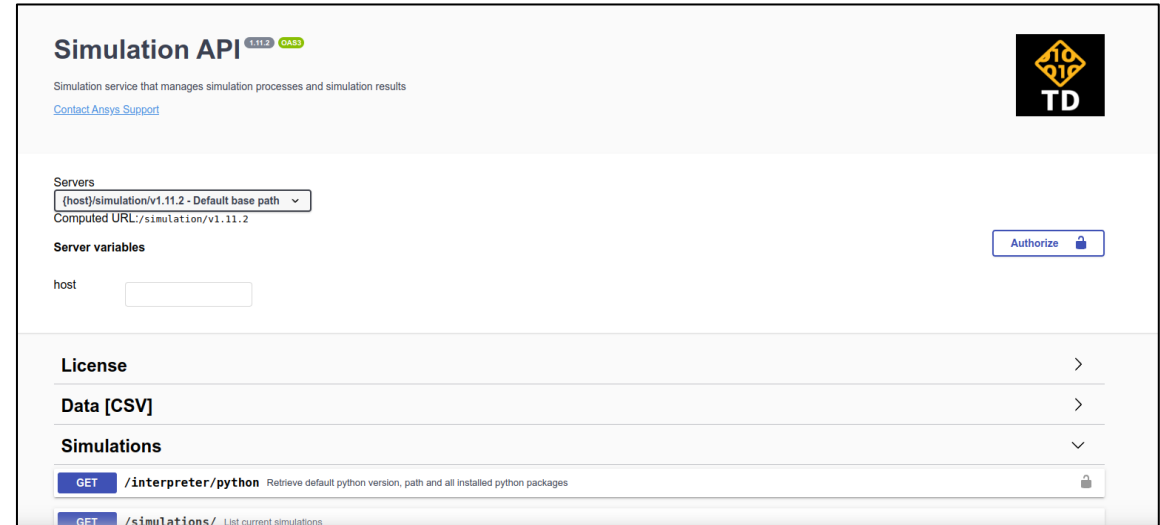 Simulation API 1.11.2 OAS3
Simulation service that manages simulation processes and simulation results
Contact Ansys Support
TD
Servers
{host}/simulation/v1.11.2 - Default base path
Computed URL:/simulation/v1.11.2
Server variables
Authorize
host
License
Data [CSV]
Simulations
GET /interpreter/python Retrieve default python version, path and all installed python packages
GET /simulations/ List current simulations